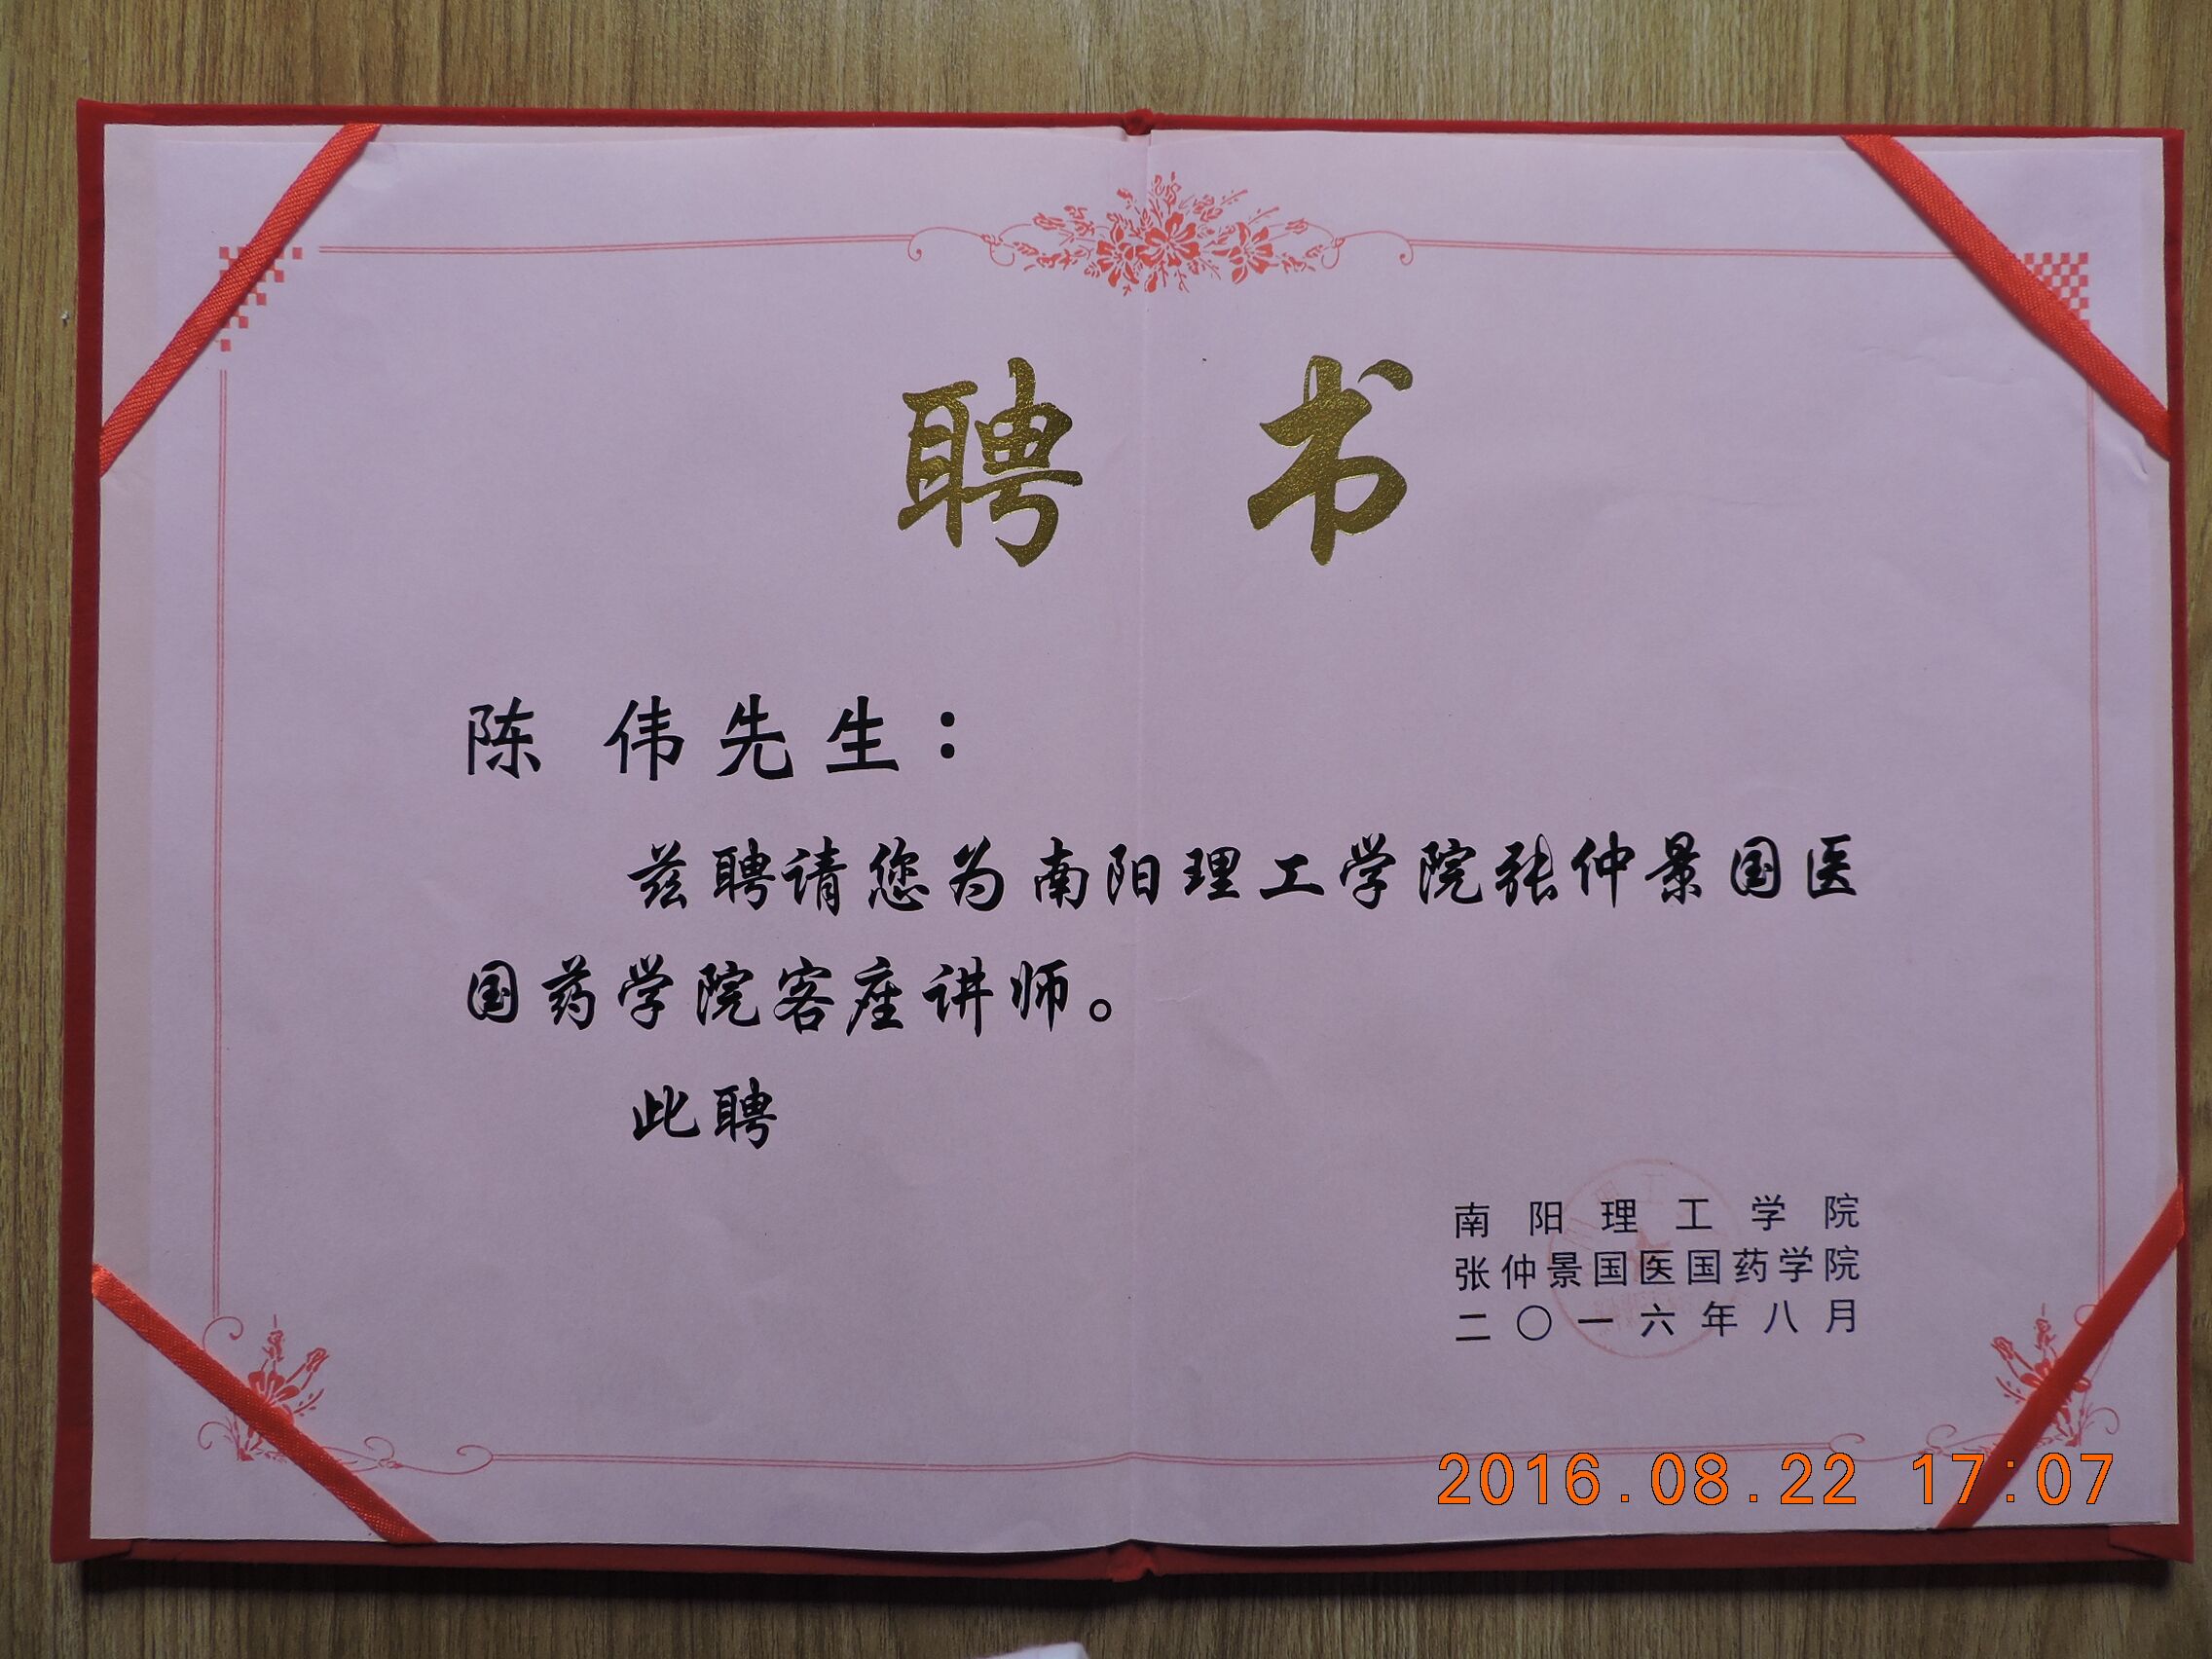 聘 书
陈 伟先生：
兹聘请您为南阳理工学院张仲景国医
国药学院客座讲师。
此聘
南阳理工学院
张仲景国医国药学院
二〇一六年八月
2016.08.22 17:07